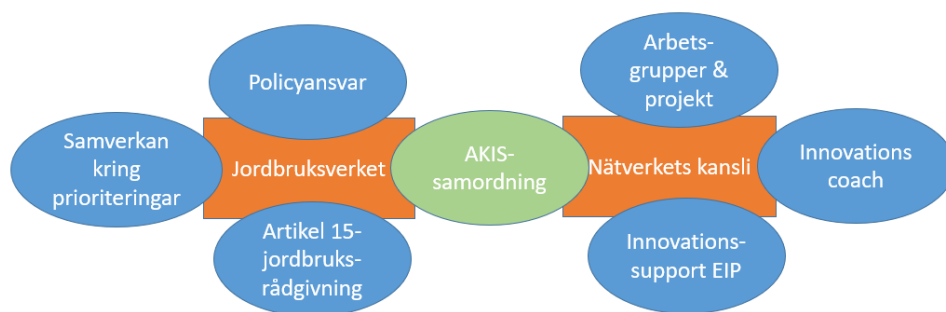 Policyansvar
Samverkan
kring
prioriteringar
Jordbruksverket
Artikel 15-
jordbruks-
rådgivning
AKIS-
samordning
Arbets-
grupper &
projekt
Nätverkets kansli
Innovations
coach
Innovations-
support EIP